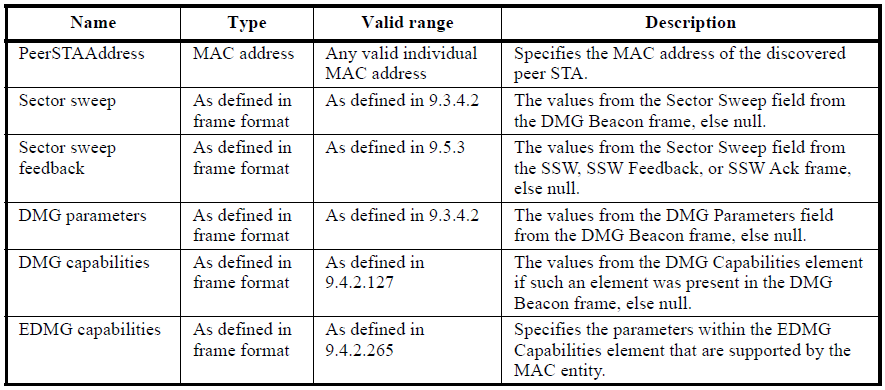 Name Type Valid range Description
PeerSTAAddress MAC address Any valid individual Specifies the MAC address of the discovered
MAC address peer STA.
Sector sweep As defined in As defined in 9.3.4.2 The values from the Sector Sweep field from
frame format the DMG Beacon frame, else null.
Sector sweep As defined in As defined in 9.5.3 The values from the Sector Sweep field from
feedback frame format the SSW, SSW Feedback, or SSW Ack frame,
else null.
DMG parameters As defined in As defined in 9.3.4.2 The values from the DMG Parameters field
frame format from the DMG Beacon frame, else null.
DMG capabilities As defined in As defined in The values from the DMG Capabilities element
frame format 9.4.2.127 if such an element was present in the DMG
Beacon frame, else null.
EDMG capabilities As defined in As defined in Specifies the parameters within the EDMG
frame format 9.4.2.265 Capabilities element that are supported by the
MAC entity.